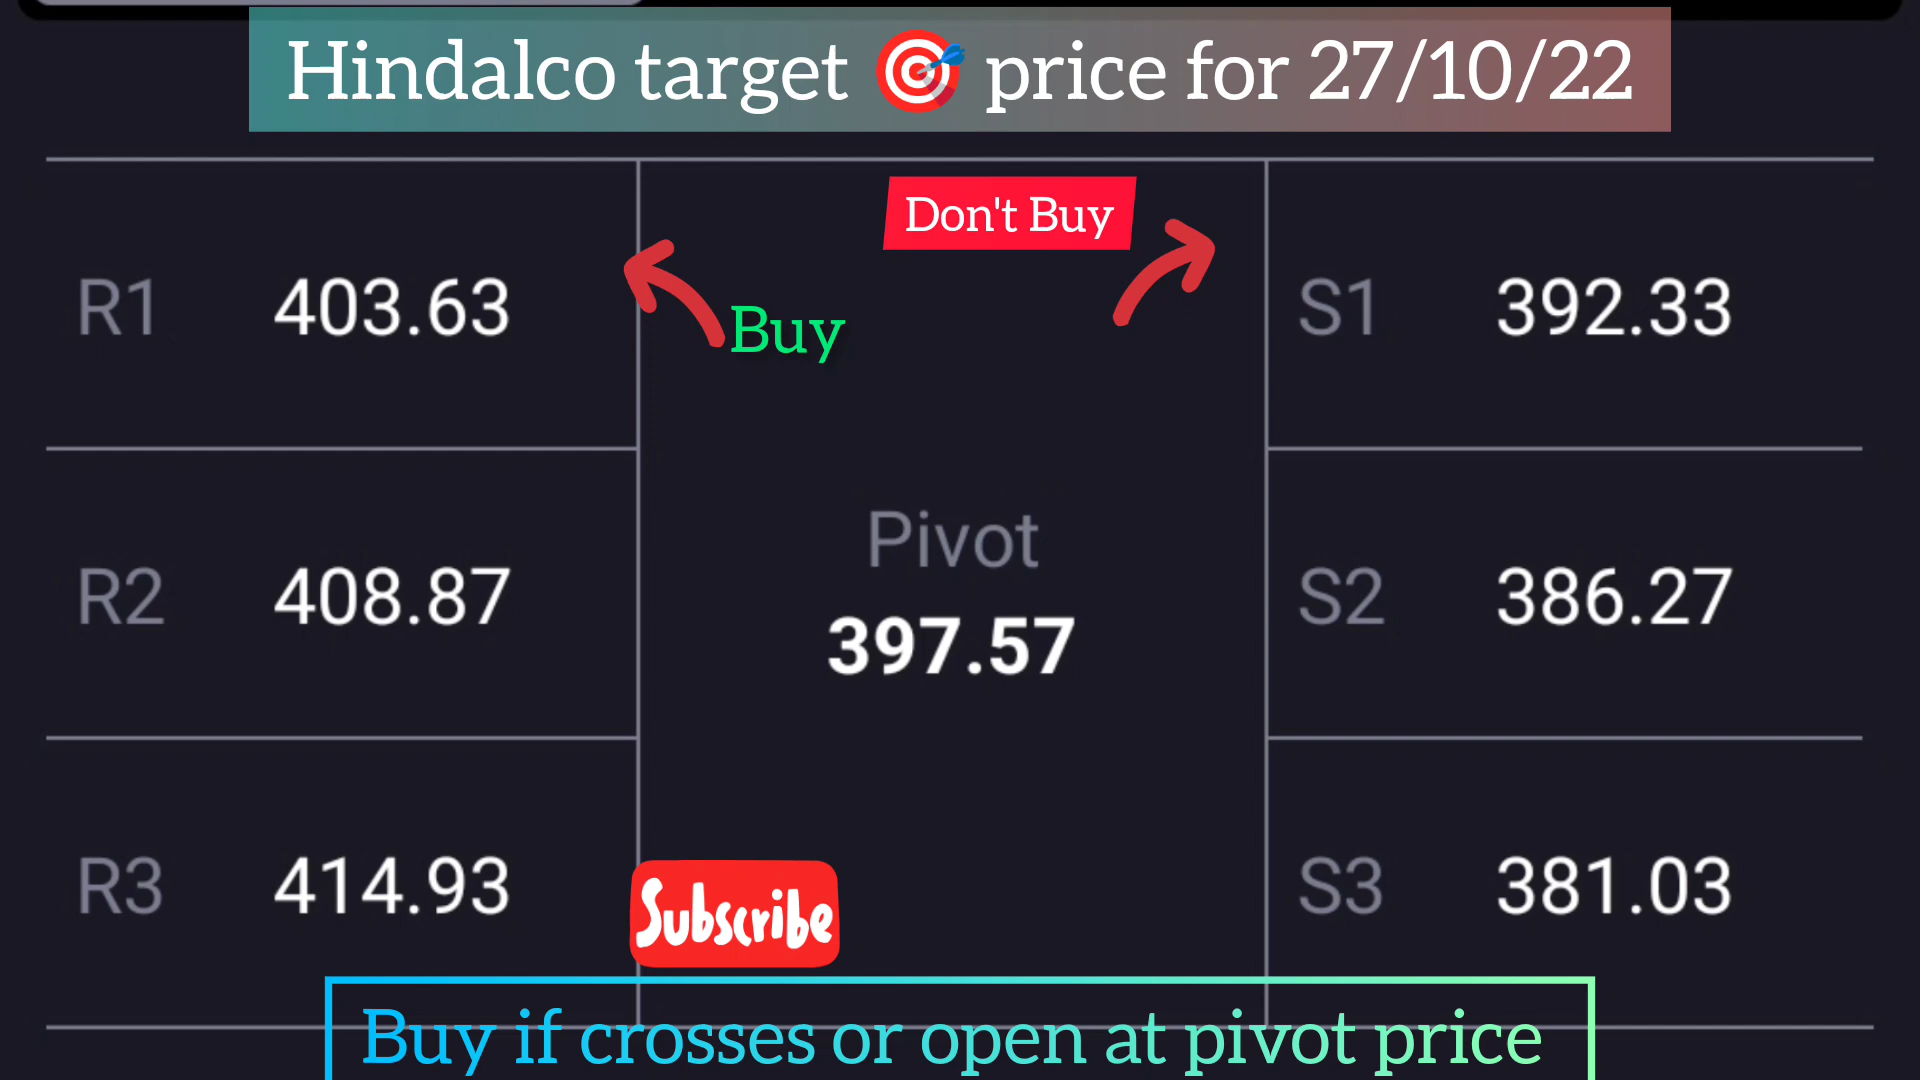 Hindalco target 🎯 price for 27/10/22
Don't Buy
Buy
R1 403.63
S1 392.33
R2 408.87
Pivot
397.57
S2 386.27
R3 414.93
S3 381.03
Subscribe
Buy if crosses or open at pivot price